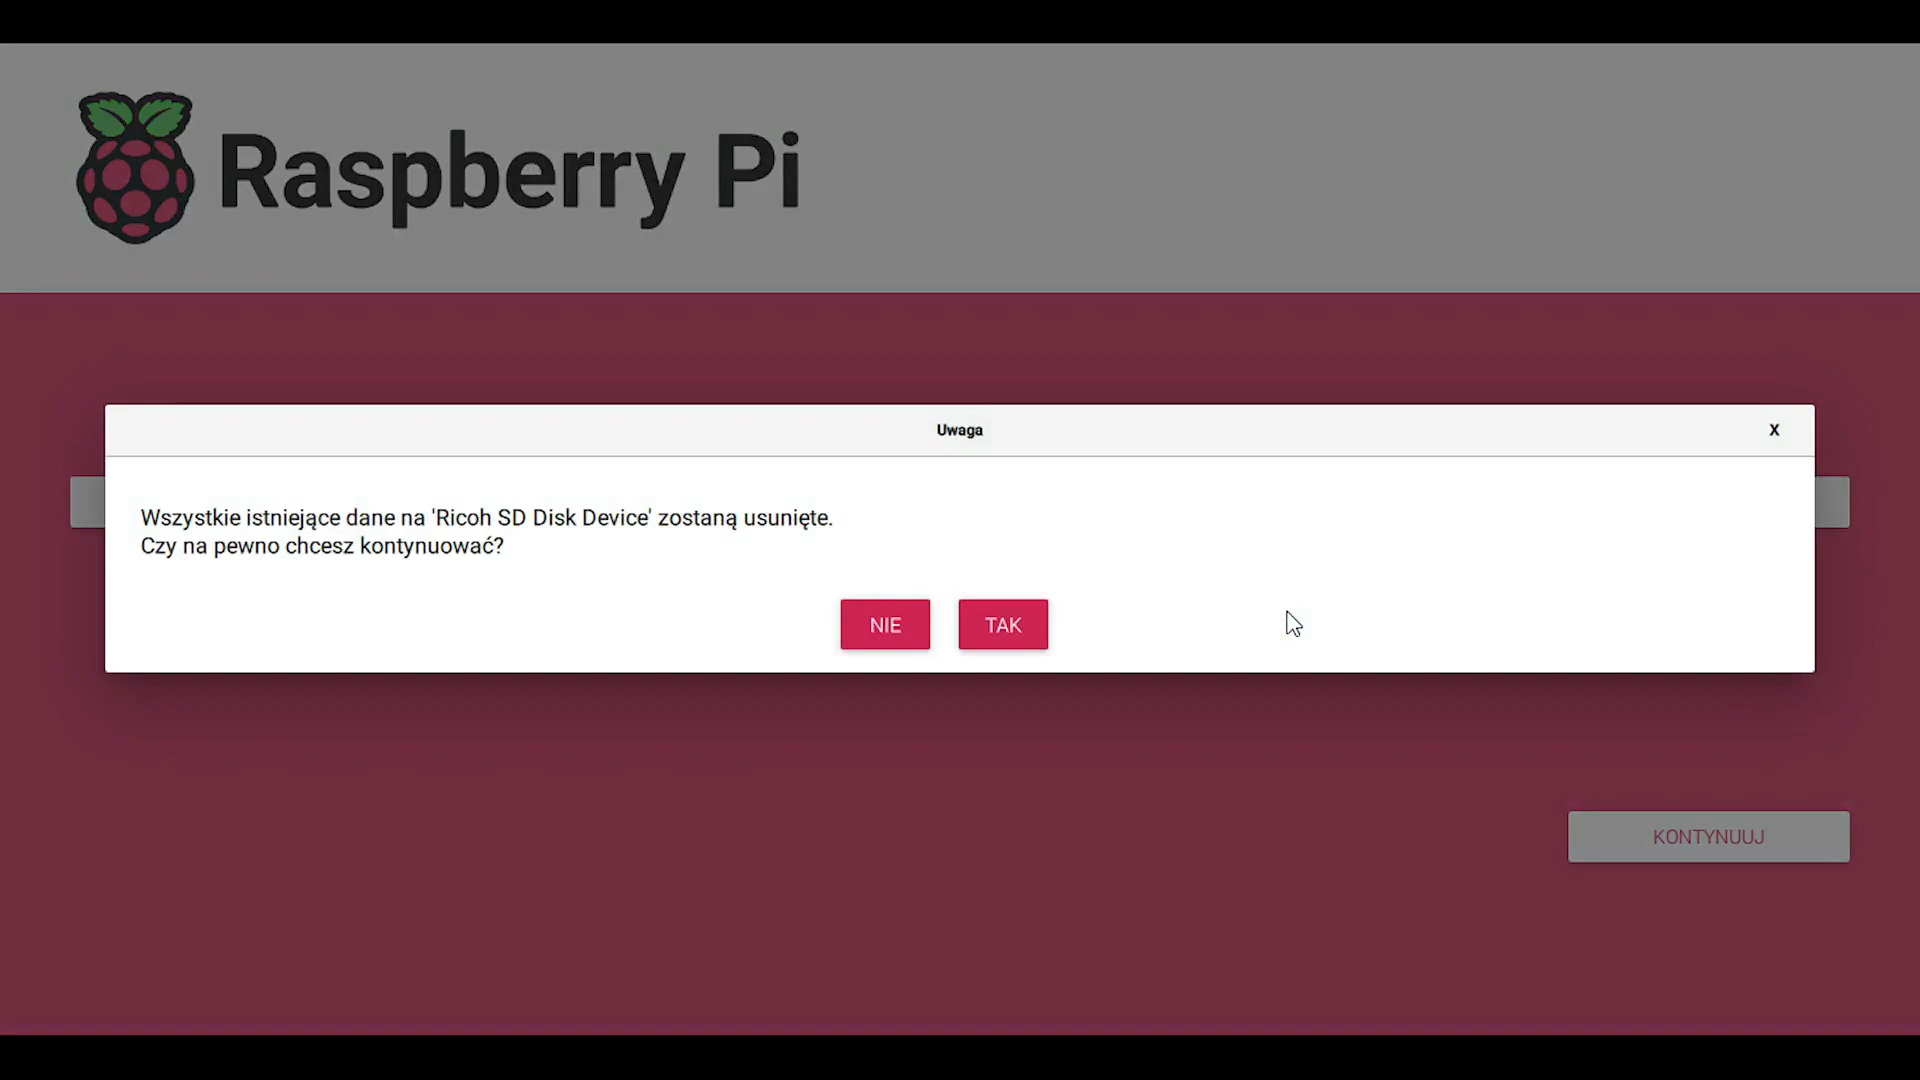 Raspberry Pi
Uwaga
X
Wszystkie istniejące dane na 'Ricoh SD Disk Device' zostaną usunięte.
Czy na pewno chcesz kontynuować?
NIE
TAK
KONTYNUUJ